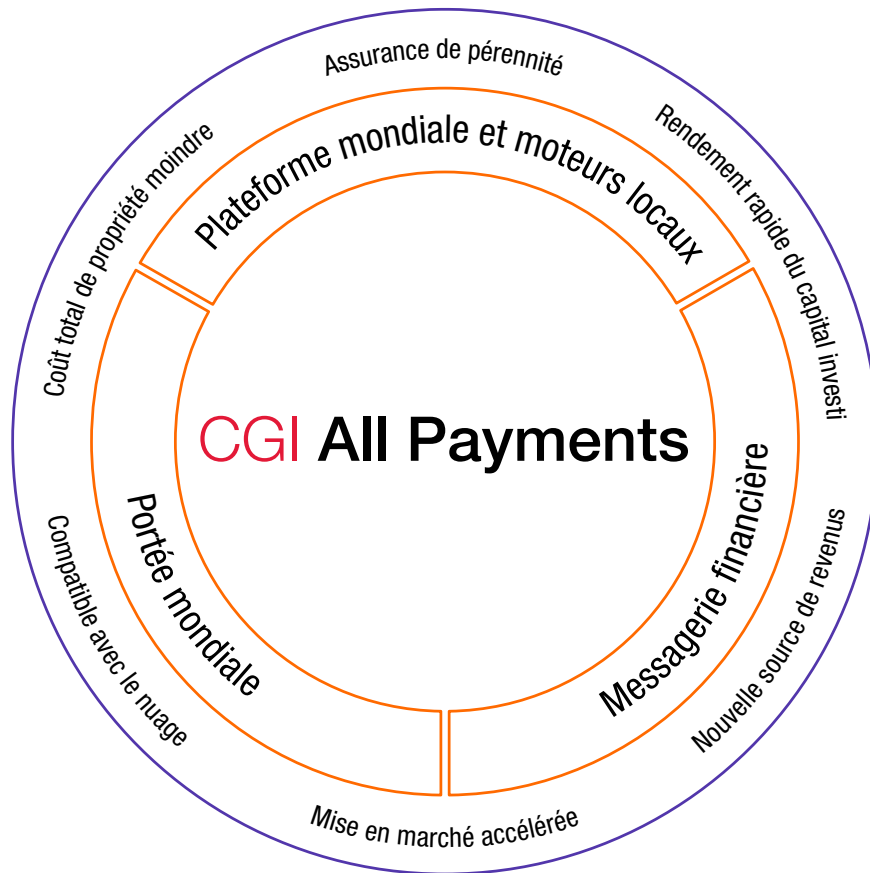 Assurance de pérennité
Rendement rapide du capital investi
Nouvelle source de revenus
Mise en marché accélérée
Compatible avec le nuage
Coût total de propriété moindre
Plateforme mondiale et moteurs locaux
Messagerie financière
Portée mondiale
CGI All Payments